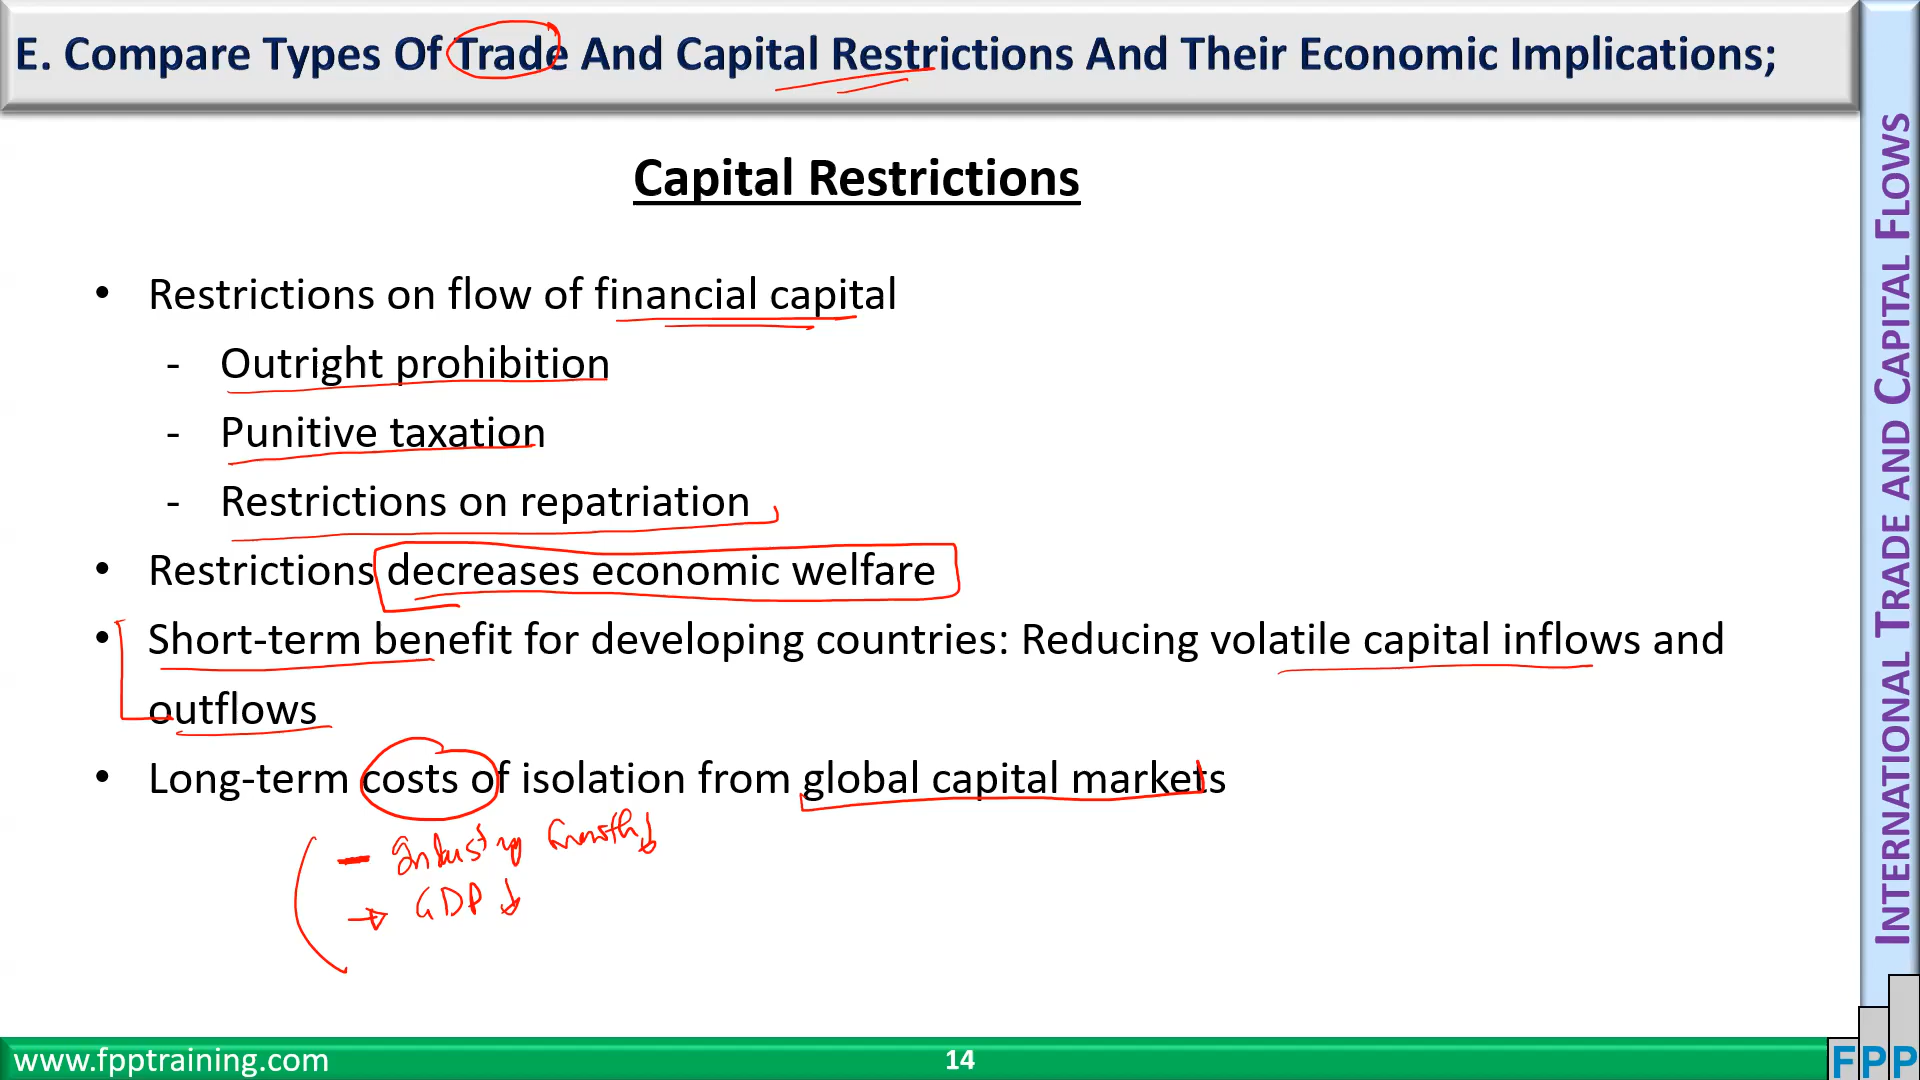 E. Compare Types Of Trade And Capital Restrictions And Their Economic Implications;
Capital Restrictions
• Restrictions on flow of financial capital
- Outright prohibition
- Punitive taxation
- Restrictions on repatriation
• Restrictions decreases economic welfare
• Short-term benefit for developing countries: Reducing volatile capital inflows and
outflows
• Long-term costs of isolation from global capital markets
– Industry Growth ↓
→ GDP ↓
www.fpptraining.com
14
INTERNATIONAL TRADE AND CAPITAL FLOWS
FPP